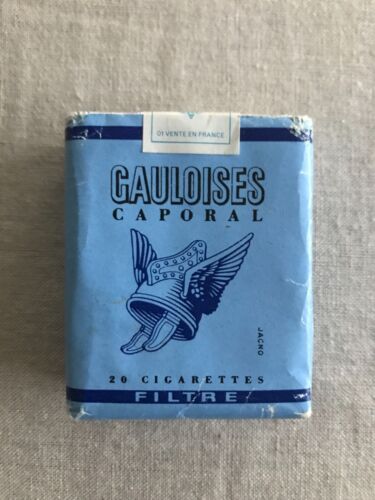 01 VENTE EN FRANCE
GAULOISES
CAPORAL
JACNO
20 CIGARETTES
FILTRE